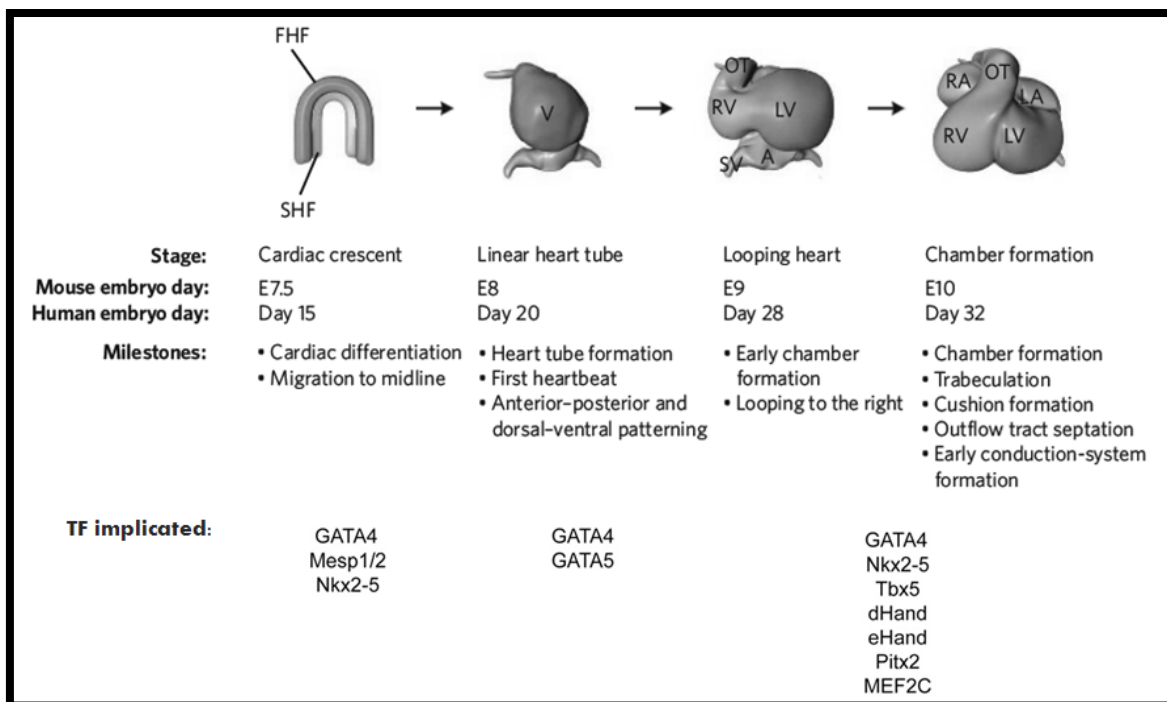 FHF
SHF
V
OT
RV
LV
SV
A
RA
OT
LA
RV
LV
Stage: Cardiac crescent Linear heart tube Looping heart Chamber formation
Mouse embryo day: E7.5 E8 E9 E10
Human embryo day: Day 15 Day 20 Day 28 Day 32
Milestones:
• Cardiac differentiation
• Migration to midline
• Heart tube formation
• First heartbeat
• Anterior–posterior and
dorsal–ventral patterning
• Early chamber
formation
• Looping to the right
• Chamber formation
• Trabeculation
• Cushion formation
• Outflow tract septation
• Early conduction-system
formation
TF implicated:
GATA4
Mesp1/2
Nkx2-5
GATA4
GATA5
GATA4
Nkx2-5
Tbx5
dHand
eHand
Pitx2
MEF2C